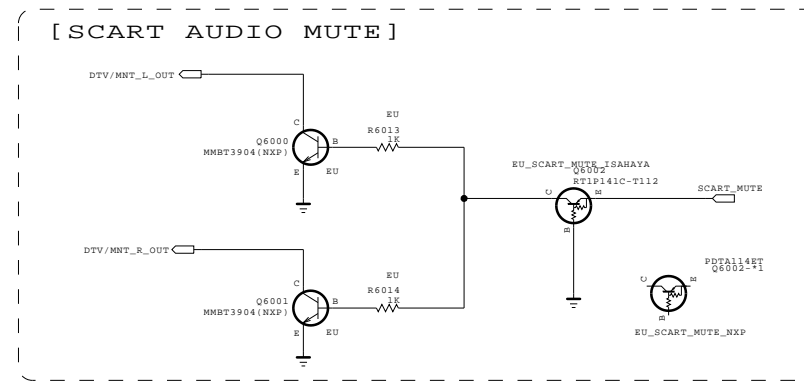 [SCART AUDIO MUTE]
DTV/MNT_L_OUT
C
Q6000
MMBT3904(NXP)
B
E
EU
EU
R6013
1K
EU_SCART_MUTE_ISAHAYA
Q6002
RT1P141C-T112
C
E
B
SCART_MUTE
DTV/MNT_R_OUT
C
Q6001
MMBT3904(NXP)
B
E
EU
EU
R6014
1K
PDTA114ET
Q6002-*1
C
E
B
EU_SCART_MUTE_NXP